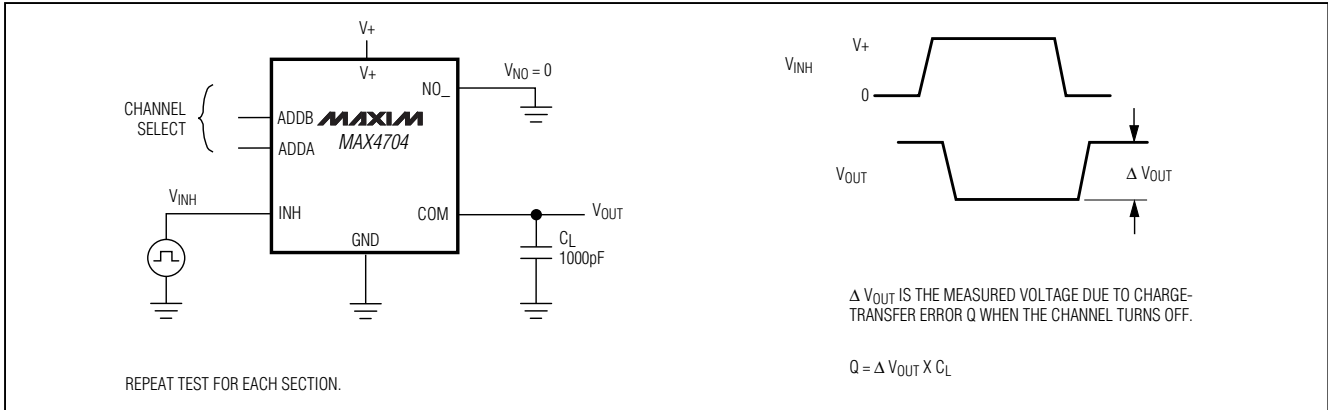 V+
V+
CHANNEL
SELECT
ADDB
ADDA
MAXIM
MAX4704
NO_
VNO = 0
VINH
INH
COM
VOUT
GND
CL
1000pF
REPEAT TEST FOR EACH SECTION.
VINH
V+
0
VOUT
Δ VOUT
Δ VOUT IS THE MEASURED VOLTAGE DUE TO CHARGE-
TRANSFER ERROR Q WHEN THE CHANNEL TURNS OFF.
Q = Δ VOUT X CL